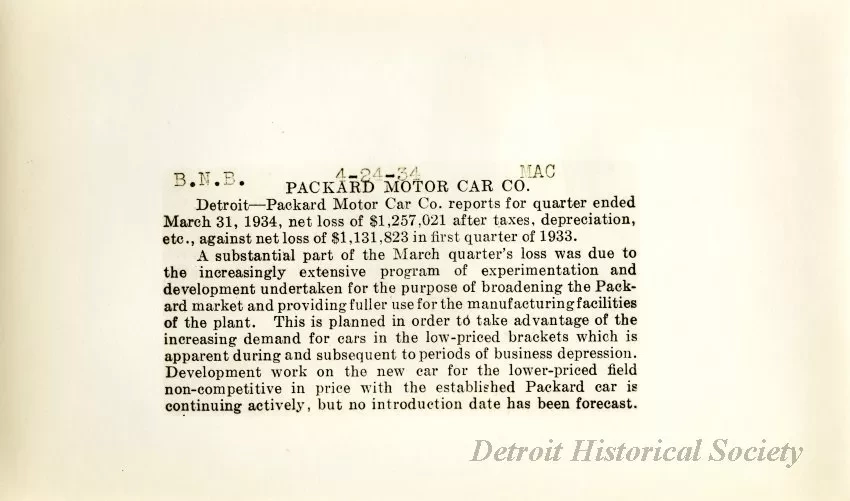 B.N.B. 4-24-34 MAC
PACKARD MOTOR CAR CO.
Detroit—Packard Motor Car Co. reports for quarter ended
March 31, 1934, net loss of $1,257,021 after taxes, depreciation,
etc., against net loss of $1,131,823 in first quarter of 1933.
A substantial part of the March quarter's loss was due to
the increasingly extensive program of experimentation and
development undertaken for the purpose of broadening the Pack-
ard market and providing fuller use for the manufacturing facilities
of the plant. This is planned in order to take advantage of the
increasing demand for cars in the low-priced brackets which is
apparent during and subsequent to periods of business depression.
Development work on the new car for the lower-priced field
non-competitive in price with the established Packard car is
continuing actively, but no introduction date has been forecast.
Detroit Historical Society